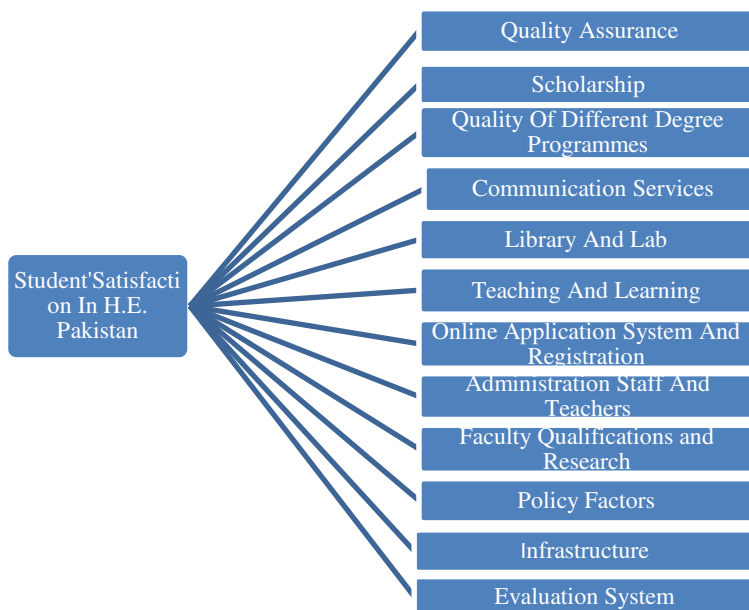 Quality Assurance
Scholarship
Quality Of Different Degree
Programmes
Communication Services
Library And Lab
Student'Satisfacti
on In H.E.
Pakistan
Teaching And Learning
Online Application System And
Registration
Administration Staff And
Teachers
Faculty Qualifications and
Research
Policy Factors
Infrastructure
Evaluation System